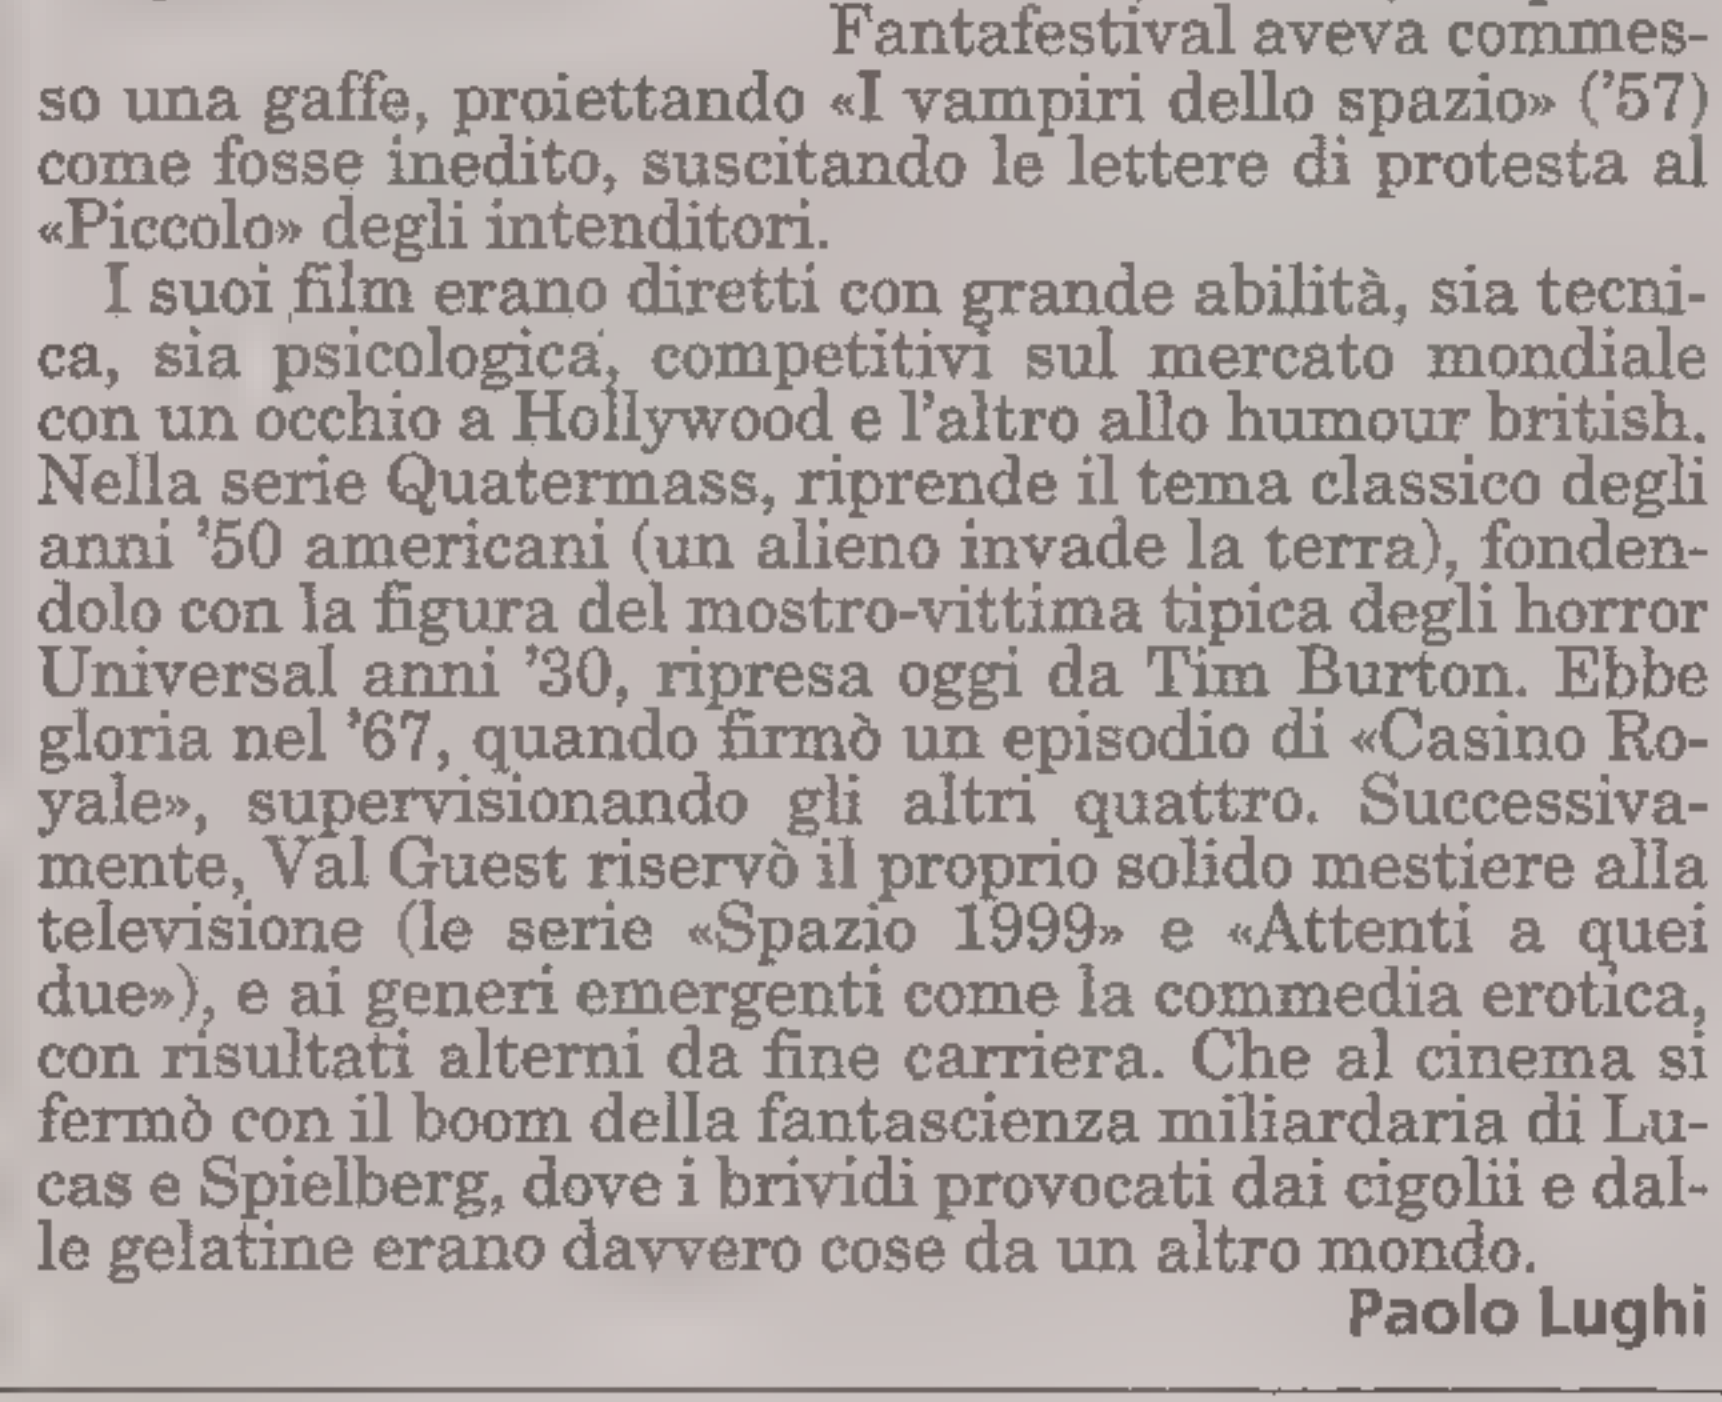 Fantafestival aveva commes-
so una gaffe, proiettando «I vampiri dello spazio» ('57)
come fosse inedito, suscitando le lettere di protesta al
«Piccolo» degli intenditori.
I suoi film erano diretti con grande abilità, sia tecni-
ca, sia psicologica, competitivi sul mercato mondiale
con un occhio a Hollywood e l'altro allo humour british.
Nella serie Quatermass, riprende il tema classico degli
anni '50 americani (un alieno invade la terra), fonden-
dolo con la figura del mostro-vittima tipica degli horror
Universal anni '30, ripresa oggi da Tim Burton. Ebbe
gloria nel '67, quando firmò un episodio di «Casino Ro-
yale», supervisionando gli altri quattro. Successiva-
mente, Val Guest riservò il proprio solido mestiere alla
televisione (le serie «Spazio 1999» e «Attenti a quei
due»), e ai generi emergenti come la commedia erotica,
con risultati alterni da fine carriera. Che al cinema si
fermò con il boom della fantascienza miliardaria di Lu-
cas e Spielberg, dove i brividi provocati dai cigolii e dal-
le gelatine erano davvero cose da un altro mondo.
Paolo Lughi